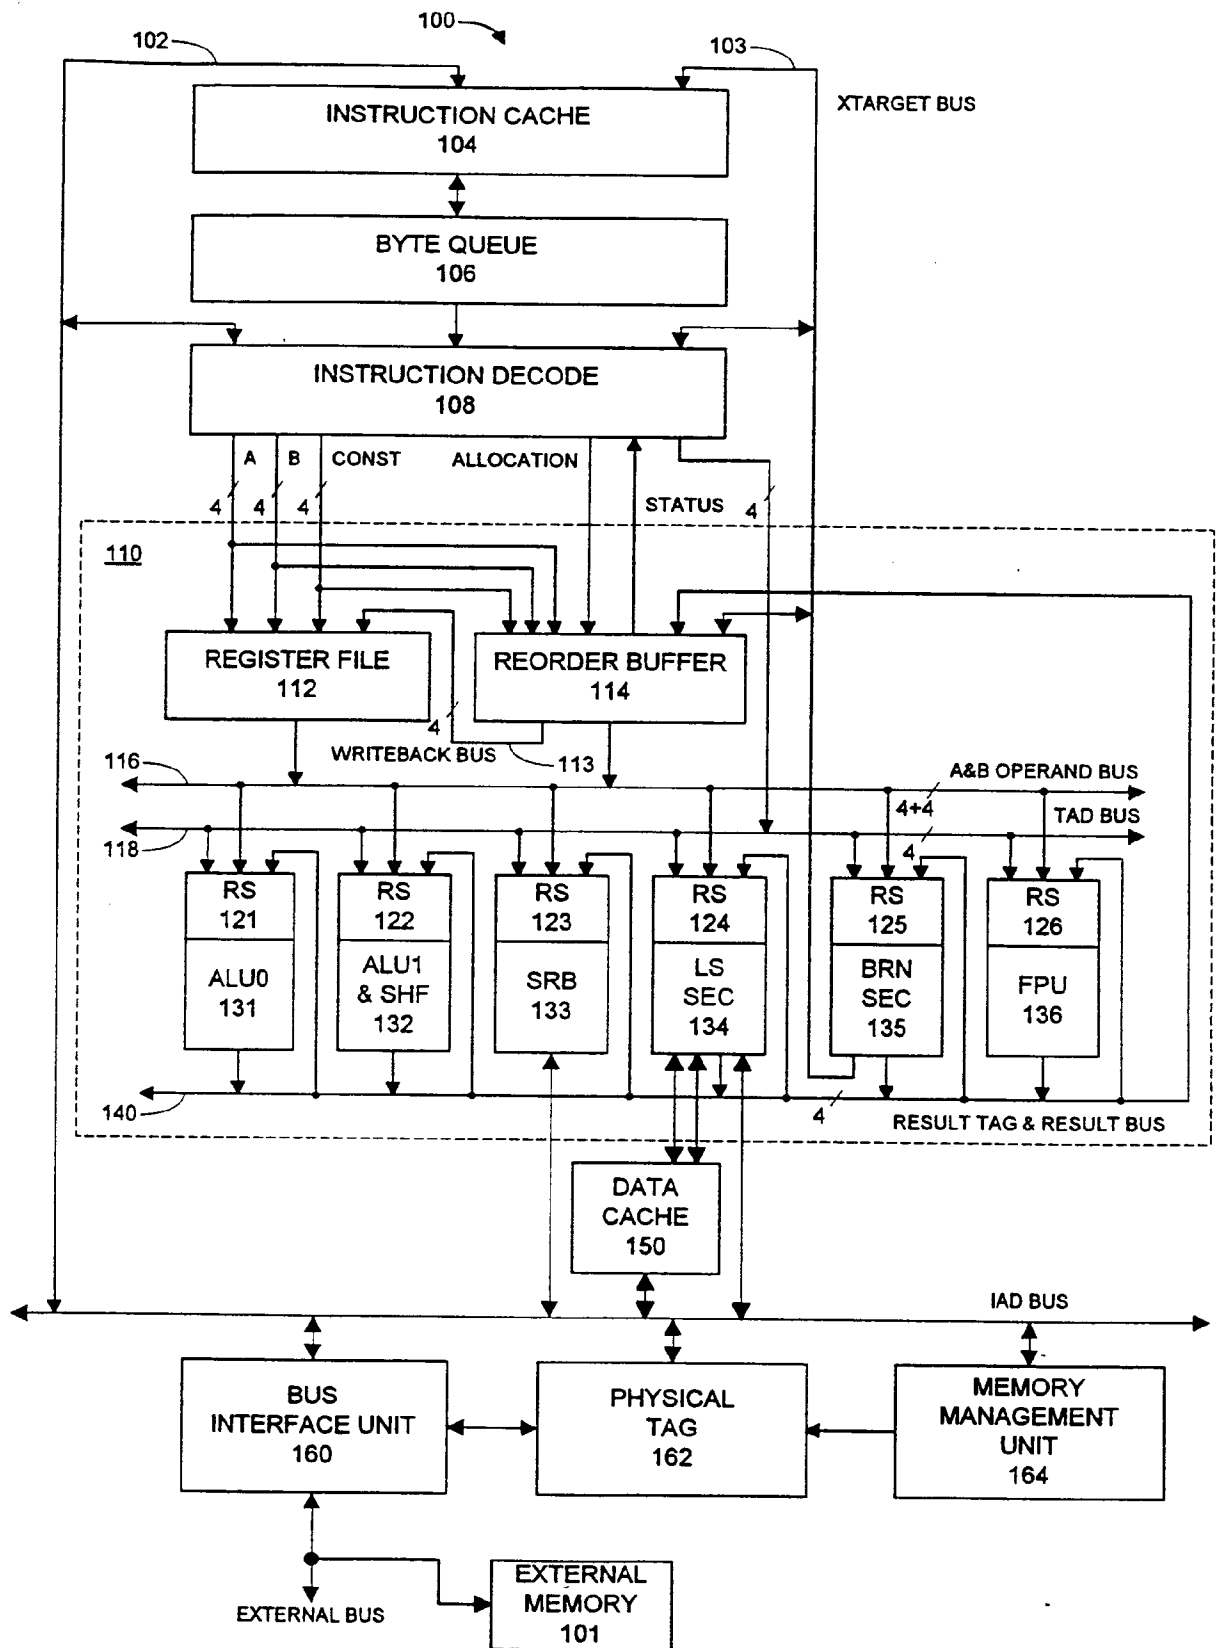 100
102
103
XTARGET BUS
INSTRUCTION CACHE
104
BYTE QUEUE
106
INSTRUCTION DECODE
108
A
B
CONST
ALLOCATION
4
4
4
STATUS
4
110
REGISTER FILE
112
REORDER BUFFER
114
4
WRITEBACK BUS
113
116
A&B OPERAND BUS
4+4
TAD BUS
118
4
RS
121
ALU0
131
RS
122
ALU1
& SHF
132
RS
123
SRB
133
RS
124
LS
SEC
134
RS
125
BRN
SEC
135
RS
126
FPU
136
140
4
RESULT TAG & RESULT BUS
DATA
CACHE
150
IAD BUS
BUS
INTERFACE UNIT
160
PHYSICAL
TAG
162
MEMORY
MANAGEMENT
UNIT
164
EXTERNAL BUS
EXTERNAL
MEMORY
101